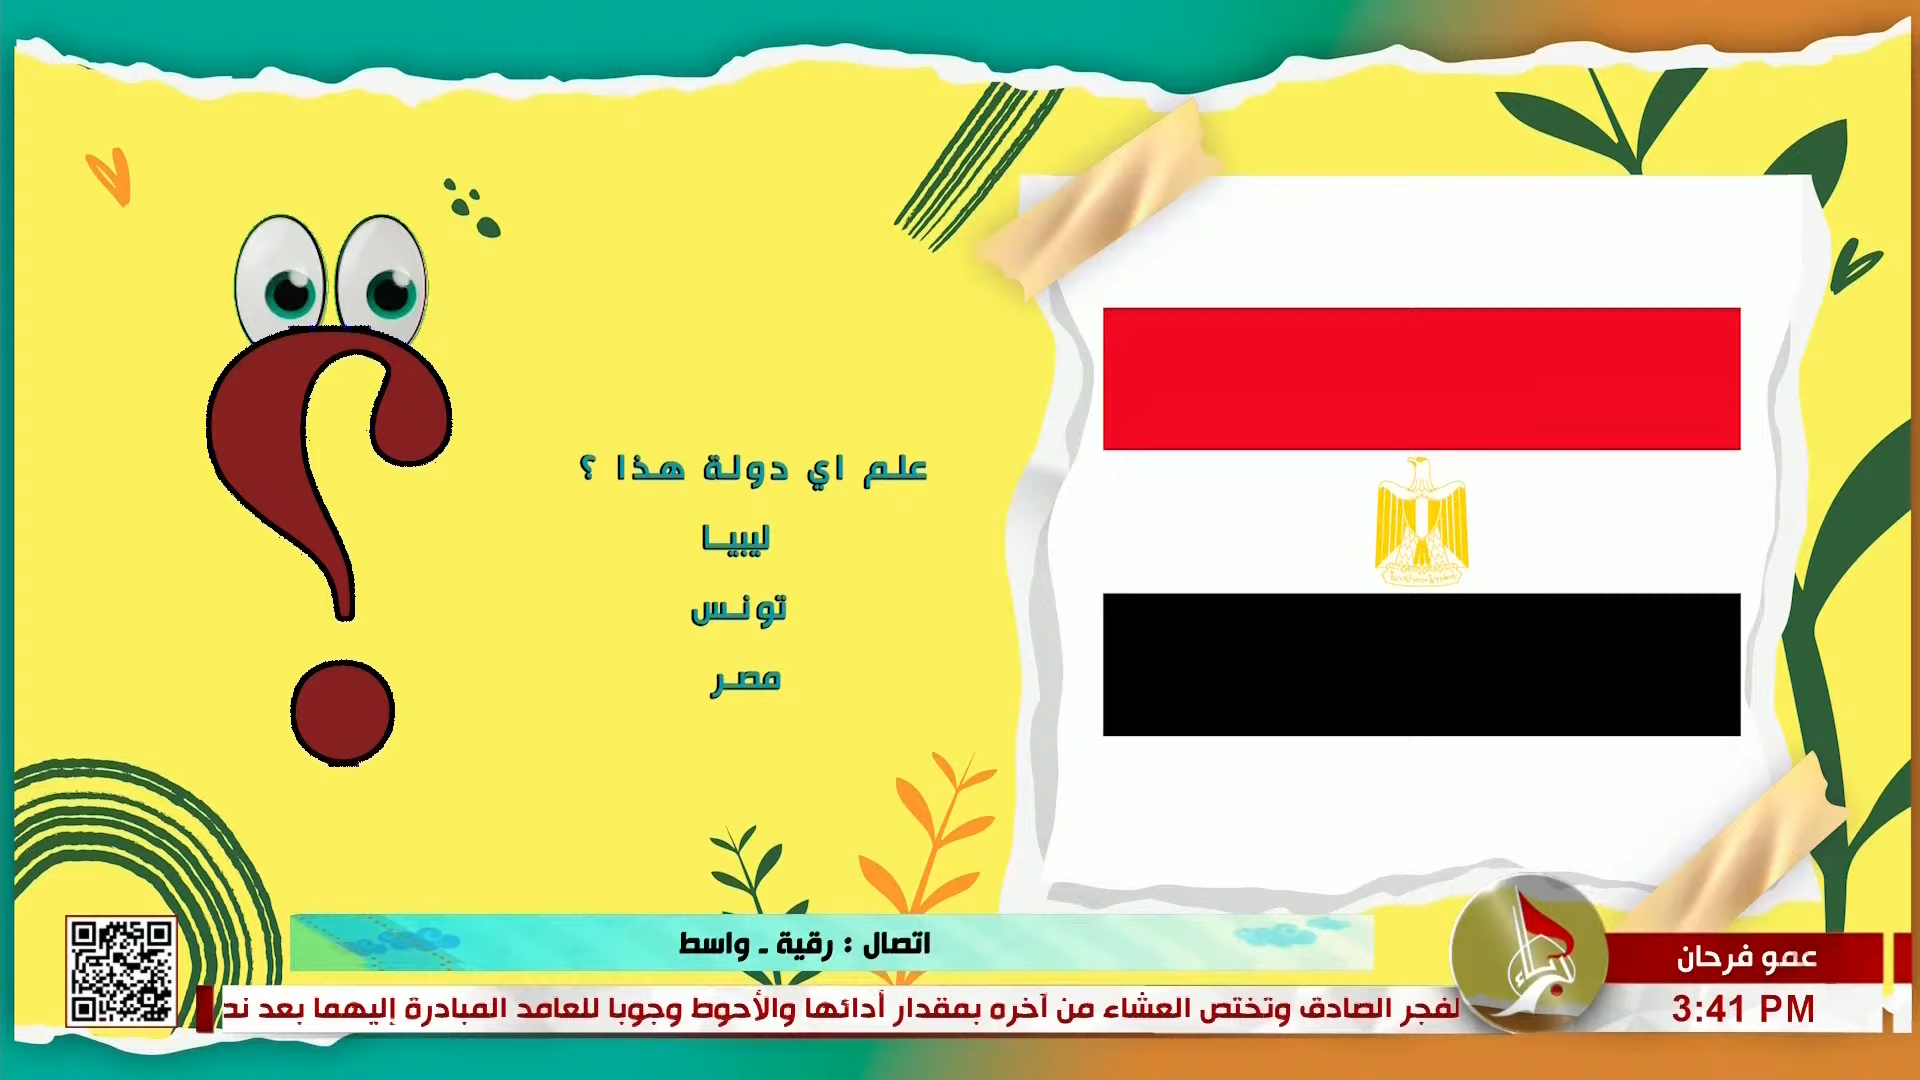 علم اي دولة هذا ؟
ليبيا
تونس
مصر
اتصال : رقية - واسط
عمو فرحان
لفجر الصادق وتختص العشاء من آخره بمقدار أدائها والأحوط وجوبا للعامد المبادرة إليهما بعد ند
3:41 PM